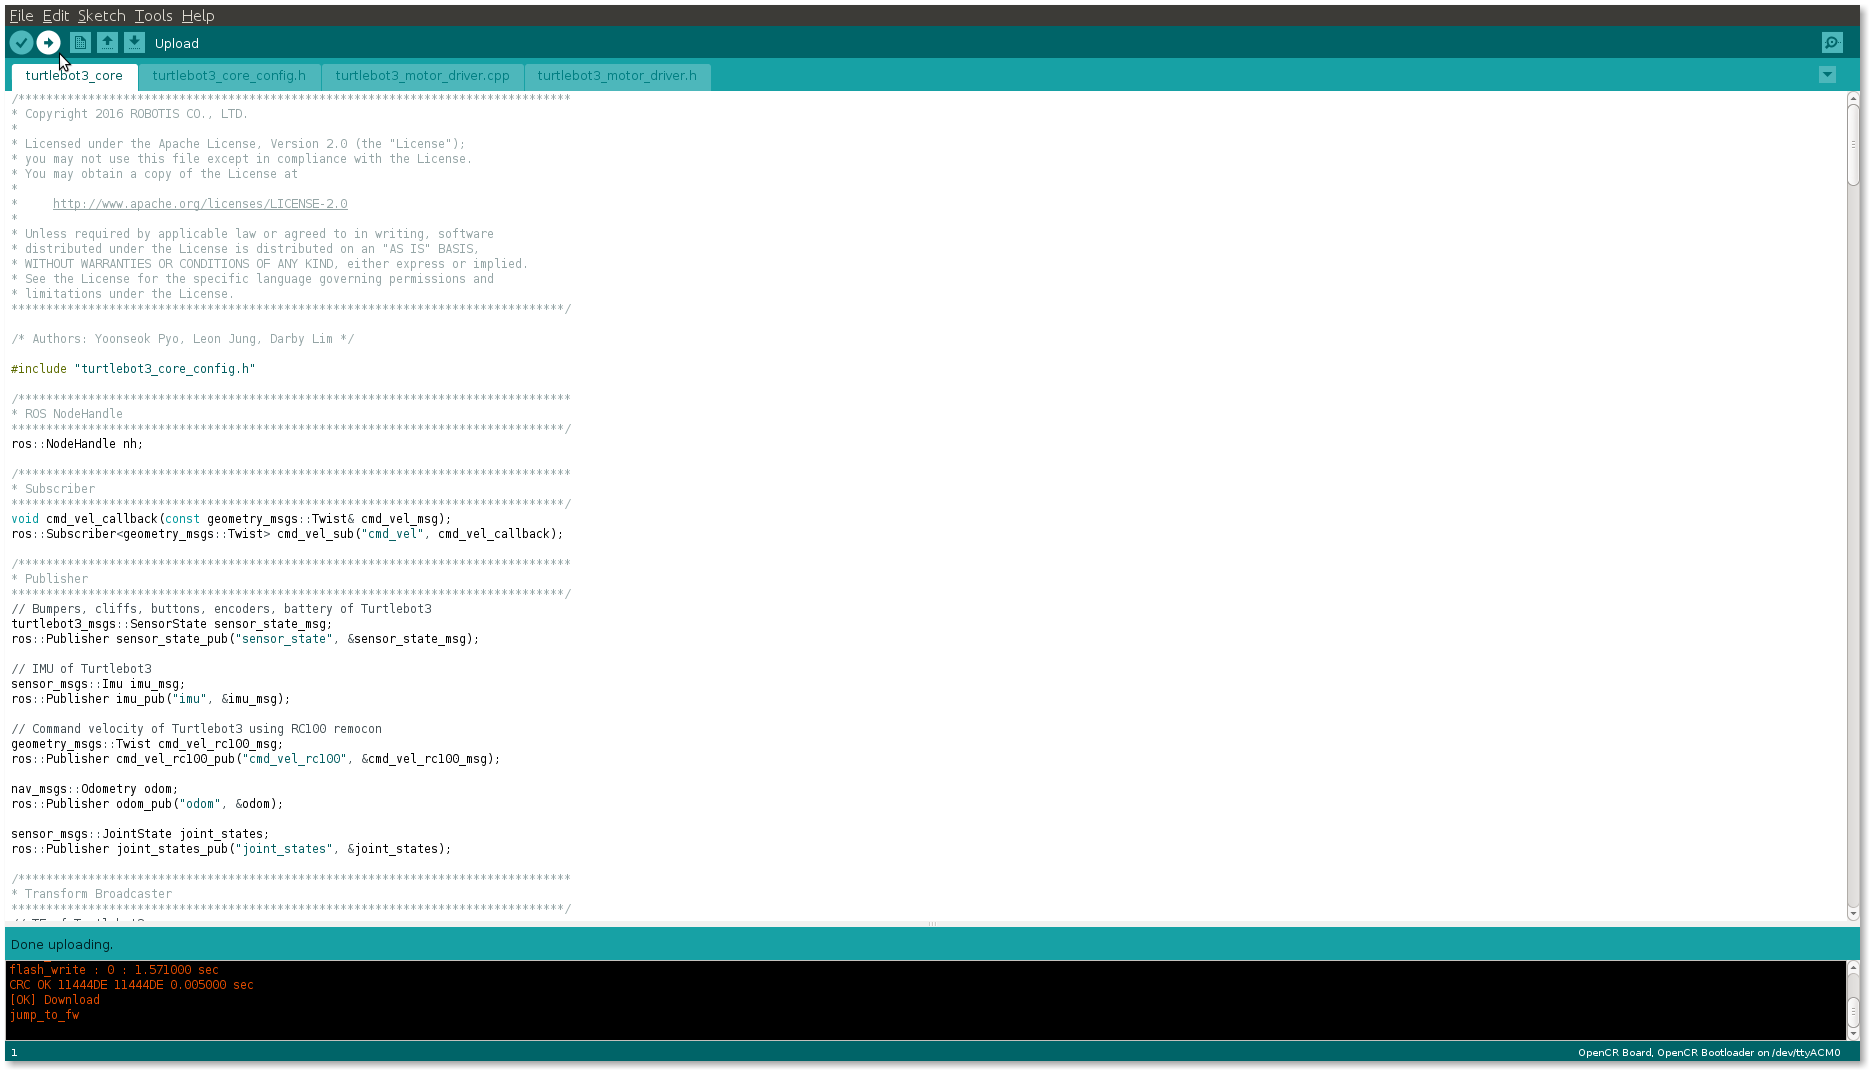 File Edit Sketch Tools Help
Upload
turtlebot3_core turtlebot3_core_config.h turtlebot3_motor_driver.cpp turtlebot3_motor_driver.h
/*******************************************************************************
* Copyright 2016 ROBOTIS CO., LTD.
*
* Licensed under the Apache License, Version 2.0 (the "License");
* you may not use this file except in compliance with the License.
* You may obtain a copy of the License at
*
*     http://www.apache.org/licenses/LICENSE-2.0
*
* Unless required by applicable law or agreed to in writing, software
* distributed under the License is distributed on an "AS IS" BASIS,
* WITHOUT WARRANTIES OR CONDITIONS OF ANY KIND, either express or implied.
* See the License for the specific language governing permissions and
* limitations under the License.
*******************************************************************************/
/* Authors: Yoonseok Pyo, Leon Jung, Darby Lim */
#include "turtlebot3_core_config.h"
/*******************************************************************************
* ROS NodeHandle
*******************************************************************************/
ros::NodeHandle nh;
/*******************************************************************************
* Subscriber
*******************************************************************************/
void cmd_vel_callback(const geometry_msgs::Twist& cmd_vel_msg);
ros::Subscriber<geometry_msgs::Twist> cmd_vel_sub("cmd_vel", cmd_vel_callback);
/*******************************************************************************
* Publisher
*******************************************************************************/
// Bumpers, cliffs, buttons, encoders, battery of Turtlebot3
turtlebot3_msgs::SensorState sensor_state_msg;
ros::Publisher sensor_state_pub("sensor_state", &sensor_state_msg);
// IMU of Turtlebot3
sensor_msgs::Imu imu_msg;
ros::Publisher imu_pub("imu", &imu_msg);
// Command velocity of Turtlebot3 using RC100 remocon
geometry_msgs::Twist cmd_vel_rc100_msg;
ros::Publisher cmd_vel_rc100_pub("cmd_vel_rc100", &cmd_vel_rc100_msg);
nav_msgs::Odometry odom;
ros::Publisher odom_pub("odom", &odom);
sensor_msgs::JointState joint_states;
ros::Publisher joint_states_pub("joint_states", &joint_states);
/*******************************************************************************
* Transform Broadcaster
*******************************************************************************/
Done uploading.
flash_write : 0 : 1.571000 sec
CRC OK 11444DE 11444DE 0.005000 sec
[OK] Download
jump_to_fw
1
OpenCR Board, OpenCR Bootloader on /dev/ttyACM0